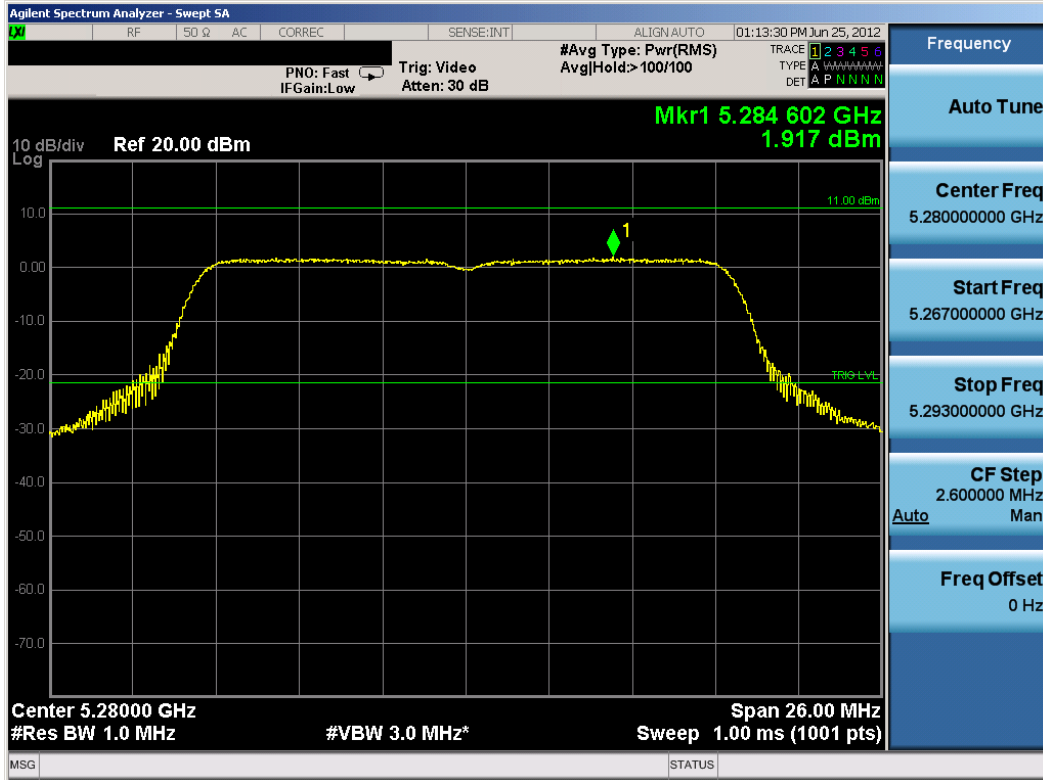 Agilent Spectrum Analyzer - Swept SA
LXI RF 50 Ω AC CORREC SENSE:INT ALIGN AUTO 01:13:30 PM Jun 25, 2012
PNO: Fast
IFGain:Low
Trig: Video
Atten: 30 dB
#Avg Type: Pwr(RMS)
Avg|Hold:>100/100
TRACE 1 2 3 4 5 6
TYPE A WWWWW
DET A P N N N N
Mkr1 5.284 602 GHz
1.917 dBm
10 dB/div Ref 20.00 dBm
Log
11.00 dBm
10.0
1
0.00
-10.0
-20.0
TRIG LVL
-30.0
-40.0
-50.0
-60.0
-70.0
Center 5.28000 GHz Span 26.00 MHz
#Res BW 1.0 MHz #VBW 3.0 MHz* Sweep 1.00 ms (1001 pts)
MSG STATUS
Frequency
Auto Tune
Center Freq
5.280000000 GHz
Start Freq
5.267000000 GHz
Stop Freq
5.293000000 GHz
CF Step
2.600000 MHz
Auto Man
Freq Offset
0 Hz